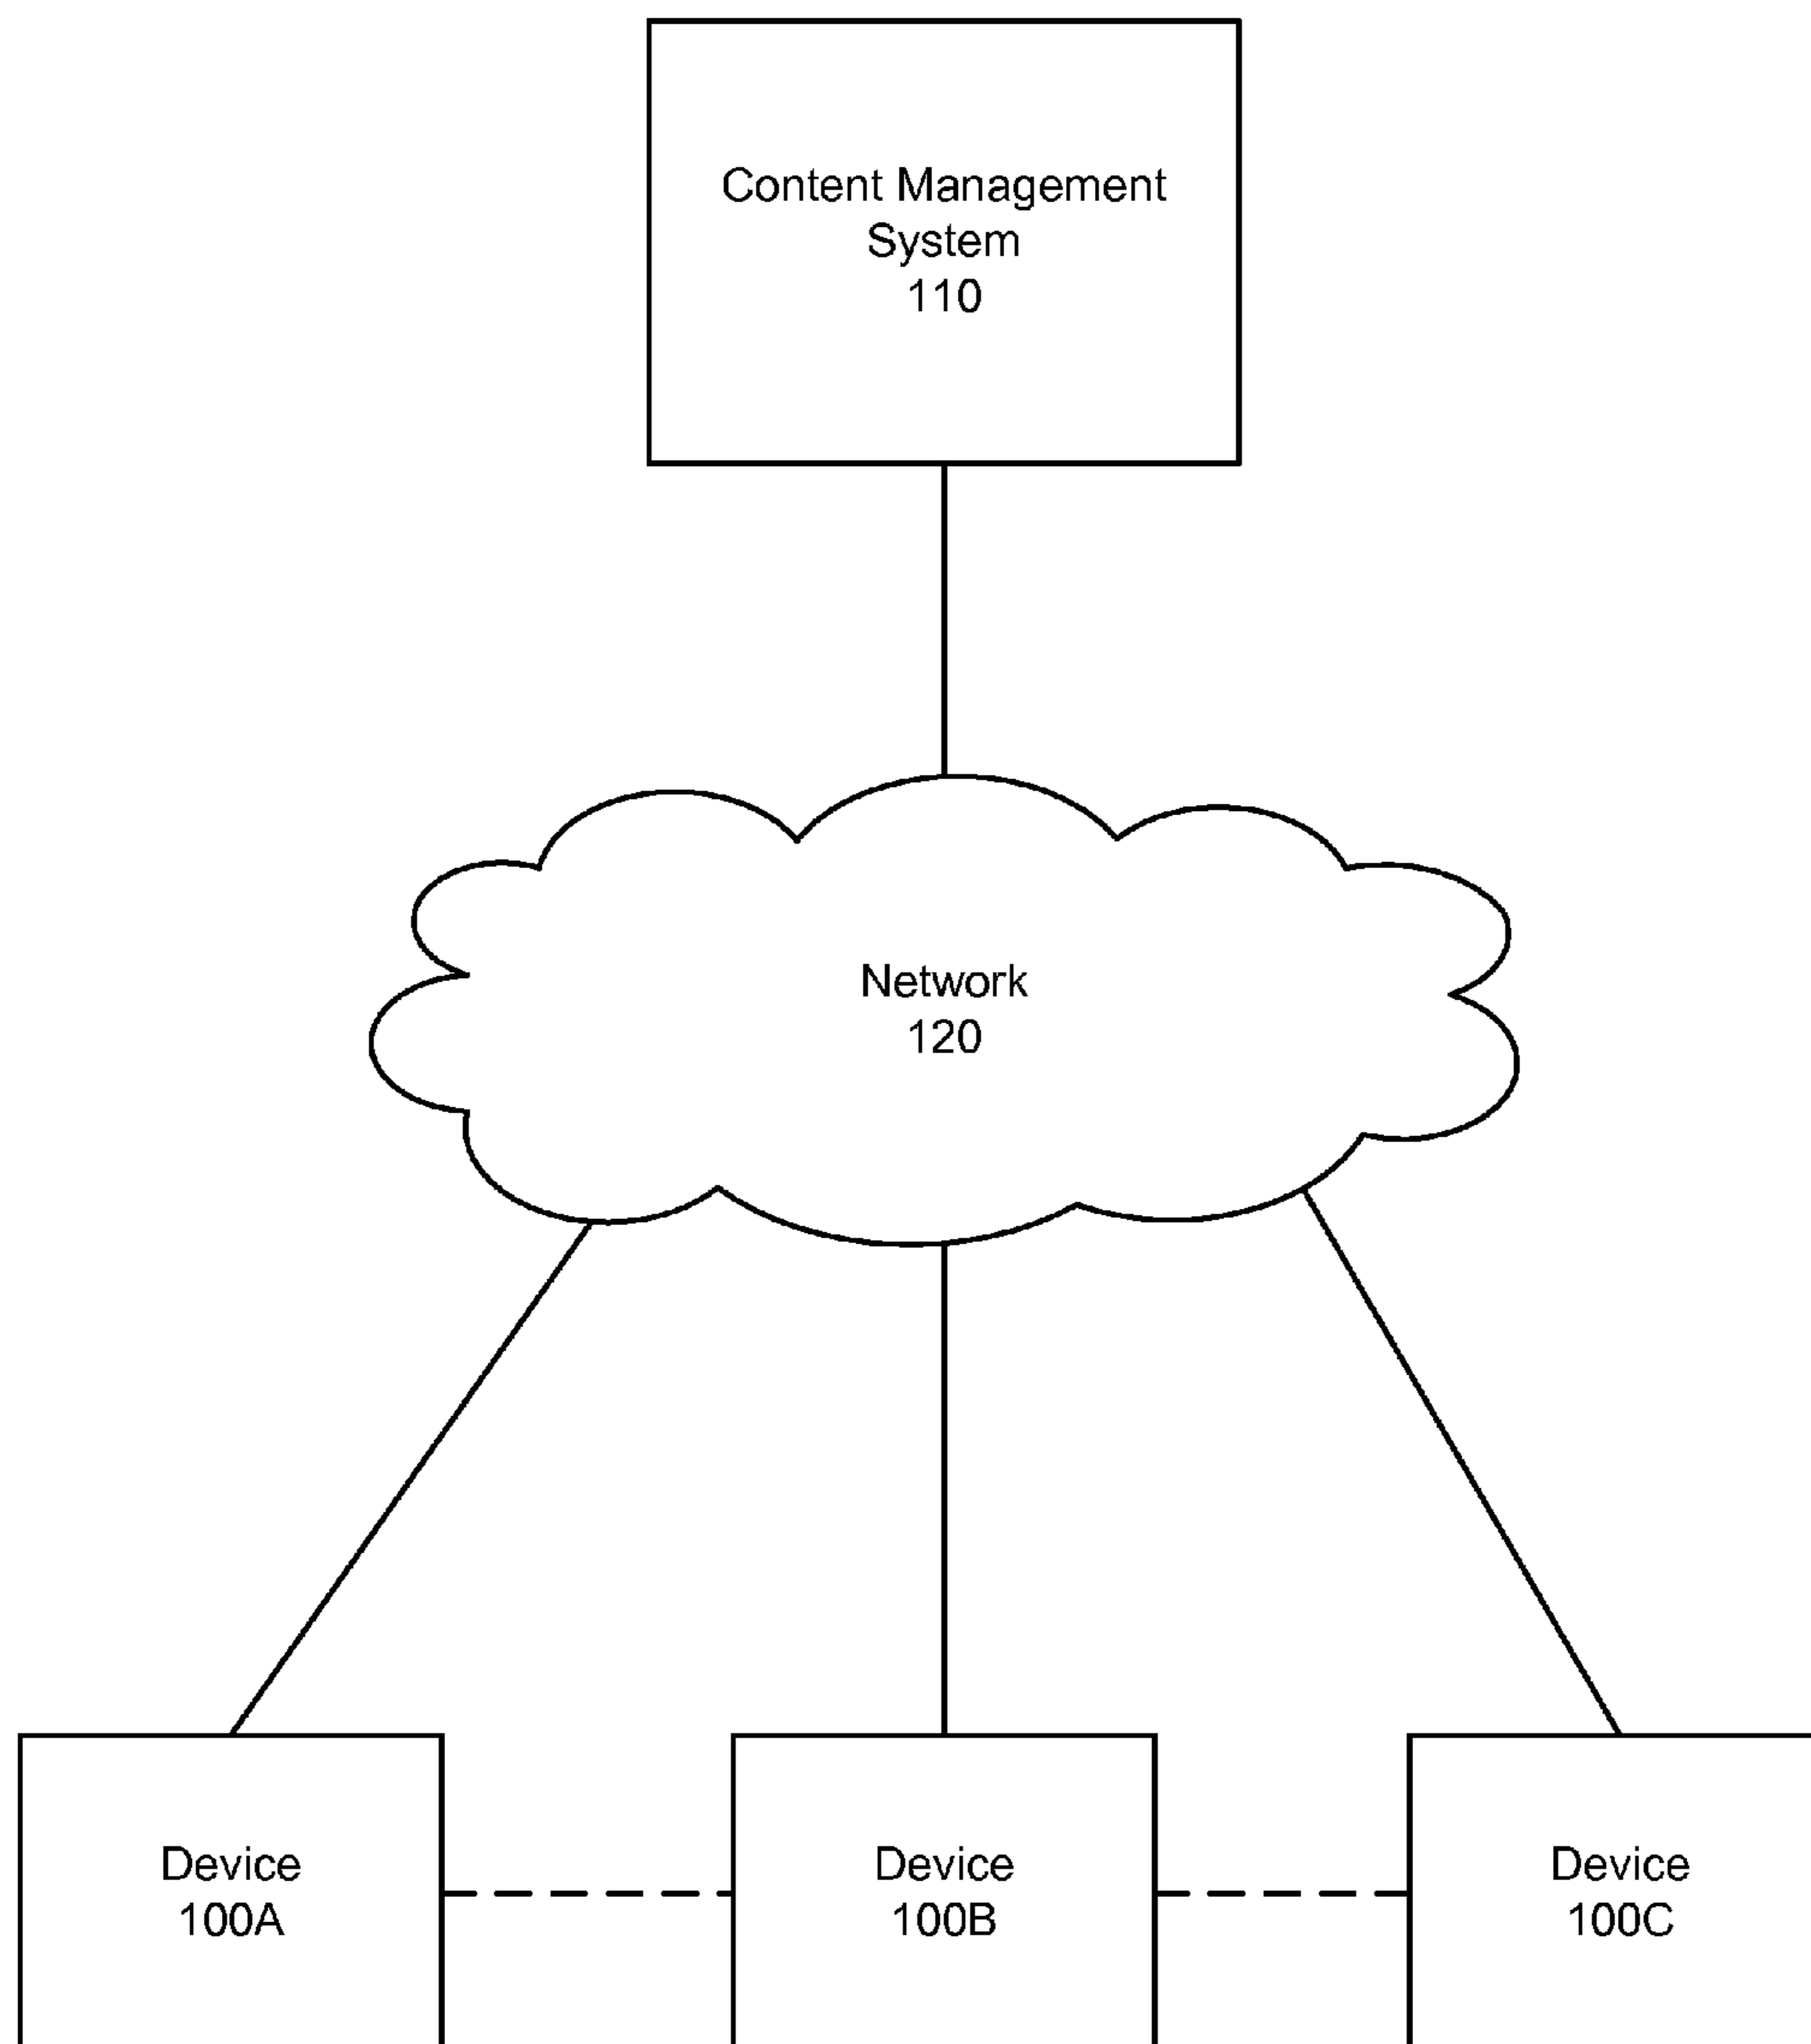 Content Management
System
110
Network
120
Device
100A
Device
100B
Device
100C